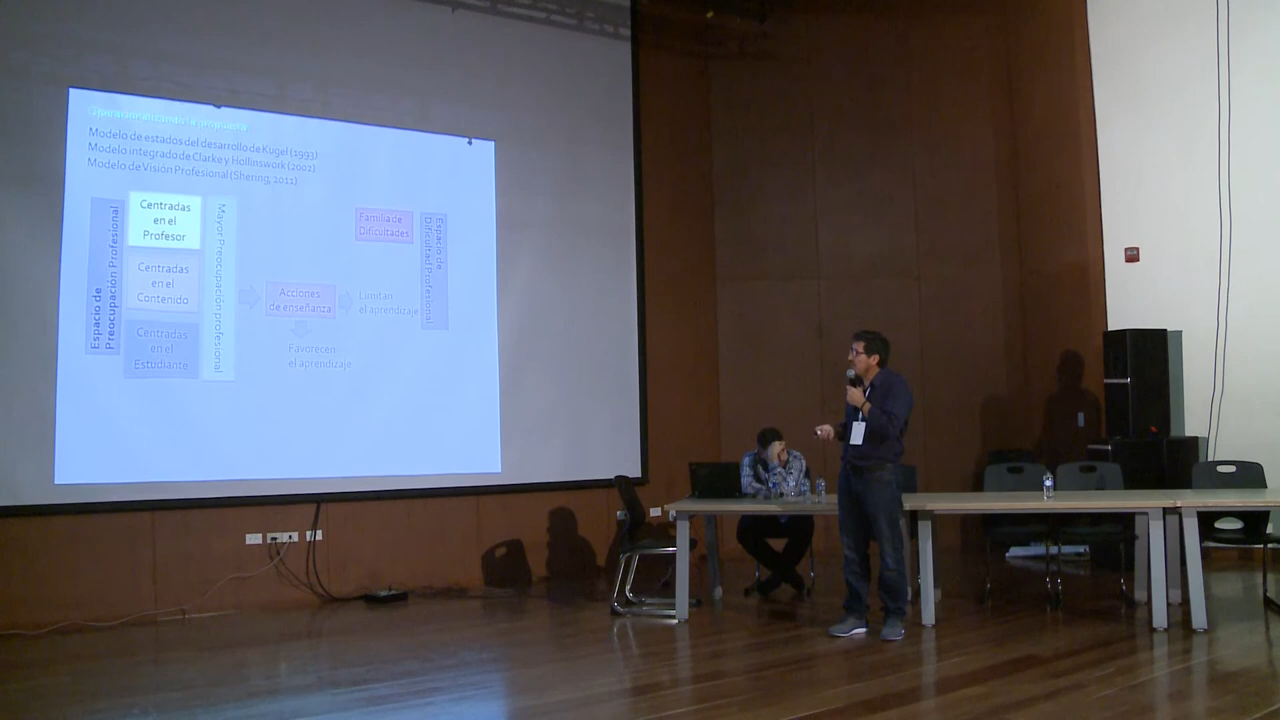 Operacionalizando la propuesta
Modelo de estados del desarrollo de Kugel (1993)
Modelo integrado de Clarke y Hollinswork (2002)
Modelo de Visión Profesional (Shering, 2011)
Espacio de
Preocupación Profesional
Centradas
en el
Profesor
Centradas
en el
Contenido
Centradas
en el
Estudiante
Mayor Preocupación profesional
Acciones
de enseñanza
Favorecen
el aprendizaje
Limitan
el aprendizaje
Familia de
Dificultades
Espacio de
Dificultad Profesional